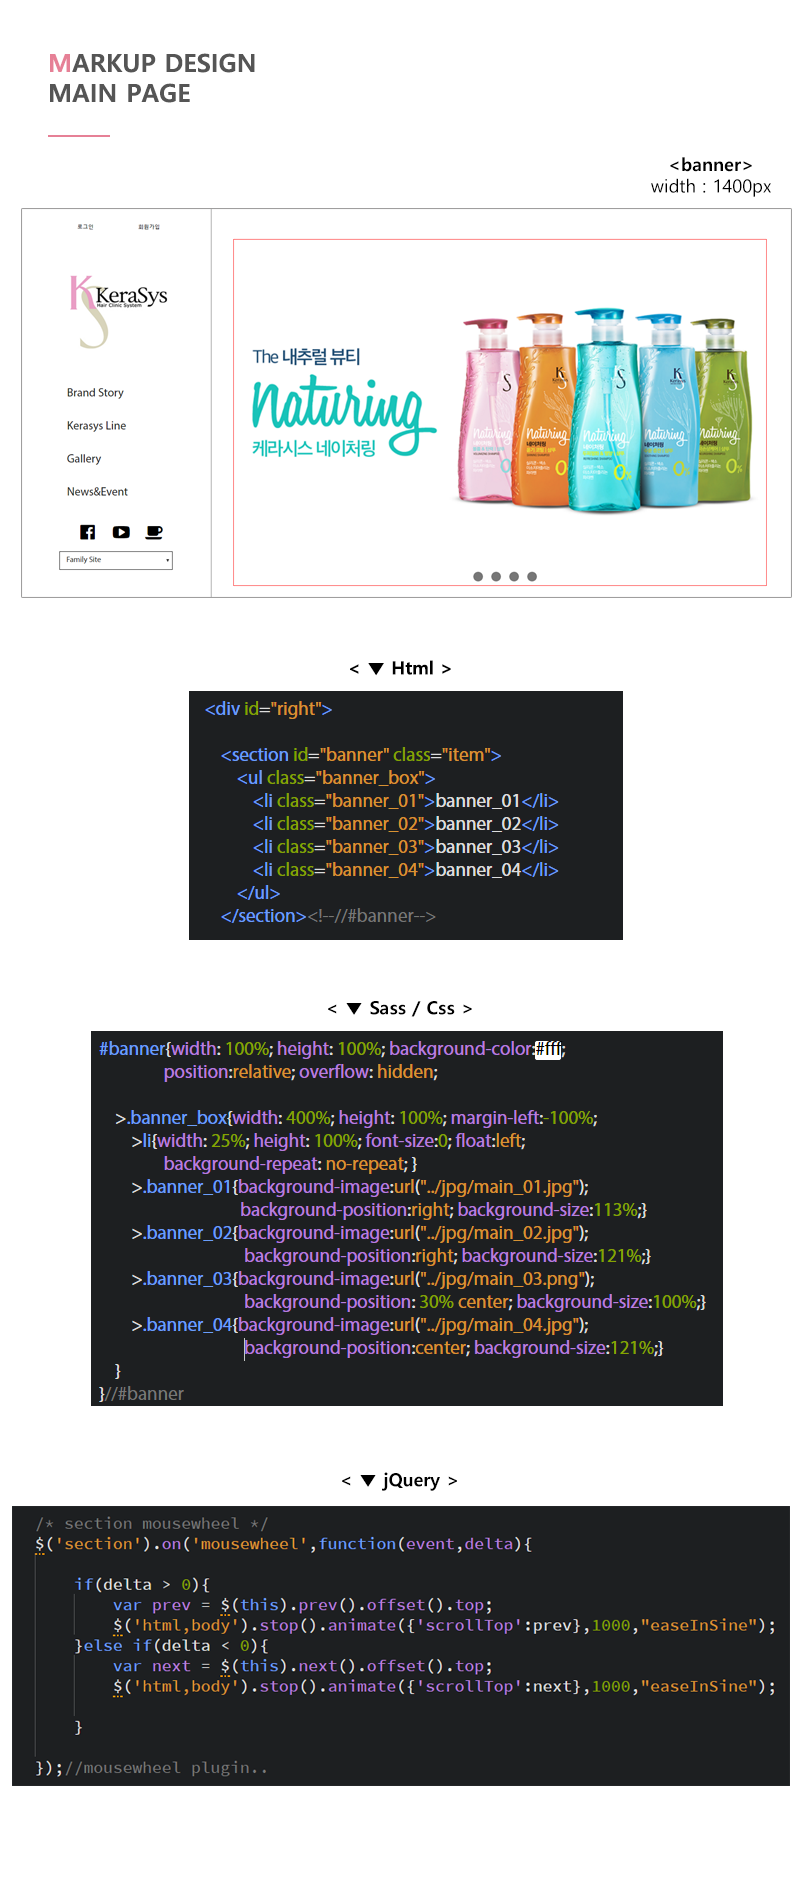 MARKUP DESIGN
MAIN PAGE
<banner>
width : 1400px
로그인 회원가입
KS KeraSys
Hair Clinic System
Brand Story
Kerasys Line
Gallery
News&Event
Family Site
The 내추럴 뷰티
Naturing
케라시스 네이처링
< ▼ Html >
<div id="right">
<section id="banner" class="item">
<ul class="banner_box">
<li class="banner_01">banner_01</li>
<li class="banner_02">banner_02</li>
<li class="banner_03">banner_03</li>
<li class="banner_04">banner_04</li>
</ul>
</section><!--//#banner-->
< ▼ Sass / Css >
#banner{width: 100%; height: 100%; background-color:#fff;
position:relative; overflow: hidden;
>.banner_box{width: 400%; height: 100%; margin-left:-100%;
>li{width: 25%; height: 100%; font-size:0; float:left;
background-repeat: no-repeat; }
>.banner_01{background-image:url("../jpg/main_01.jpg");
background-position:right; background-size:113%;}
>.banner_02{background-image:url("../jpg/main_02.jpg");
background-position:right; background-size:121%;}
>.banner_03{background-image:url("../jpg/main_03.png");
background-position: 30% center; background-size:100%;}
>.banner_04{background-image:url("../jpg/main_04.jpg");
background-position:center; background-size:121%;}
}
}//#banner
< ▼ jQuery >
/* section mousewheel */
$('section').on('mousewheel',function(event,delta){
if(delta > 0){
var prev = $(this).prev().offset().top;
$('html,body').stop().animate({'scrollTop':prev},1000,"easeInSine");
}else if(delta < 0){
var next = $(this).next().offset().top;
$('html,body').stop().animate({'scrollTop':next},1000,"easeInSine");
}
});//mousewheel plugin..